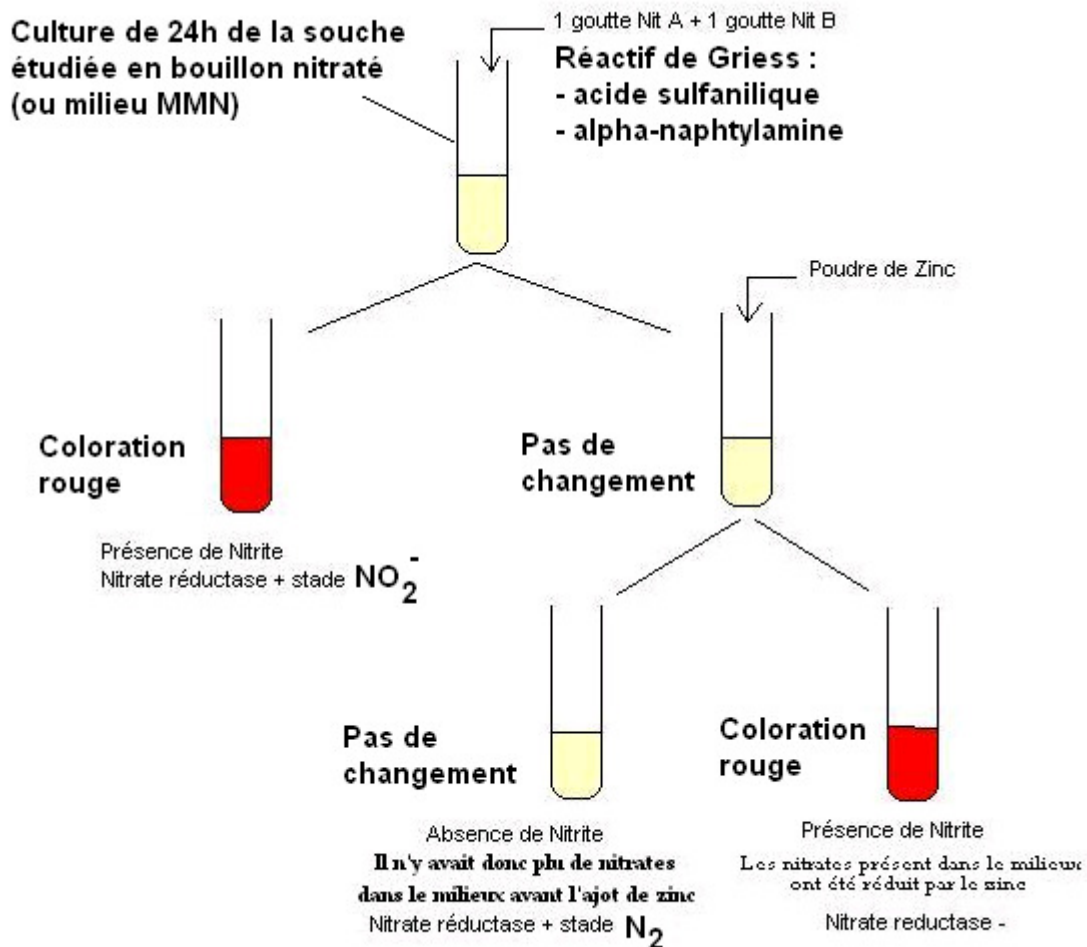 Culture de 24h de la souche
étudiée en bouillon nitraté
(ou milieu MMN)
1 goutte Nit A + 1 goutte Nit B
Réactif de Griess :
- acide sulfanilique
- alpha-naphtylamine
Poudre de Zinc
Coloration
rouge
Présence de Nitrite
Nitrate réductase + stade NO2-
Pas de
changement
Pas de
changement
Absence de Nitrite
Il n'y avait donc plu de nitrates
dans le milieux avant l'ajot de zinc
Nitrate réductase + stade N2
Coloration
rouge
Présence de Nitrite
Les nitrates présent dans le milieux
ont été réduit par le zinc
Nitrate reductase -